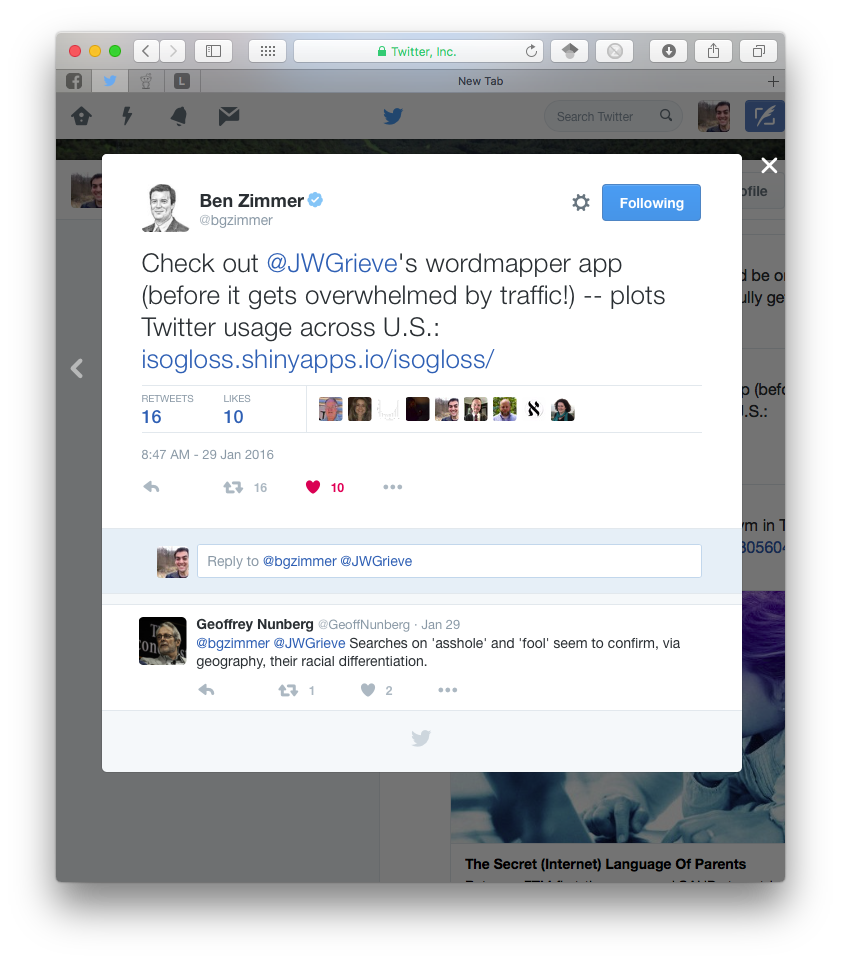 Twitter, Inc.
L
New Tab
Search Twitter
ofile
Ben Zimmer
@bgzimmer
Following
Check out @JWGrieve's wordmapper app
(before it gets overwhelmed by traffic!) -- plots
Twitter usage across U.S.:
isogloss.shinyapps.io/isogloss/
RETWEETS LIKES
16 10
8:47 AM - 29 Jan 2016
16 10
Reply to @bgzimmer @JWGrieve
Geoffrey Nunberg @GeoffNunberg · Jan 29
@bgzimmer @JWGrieve Searches on 'asshole' and 'fool' seem to confirm, via
geography, their racial differentiation.
1 2
The Secret (Internet) Language Of Parents